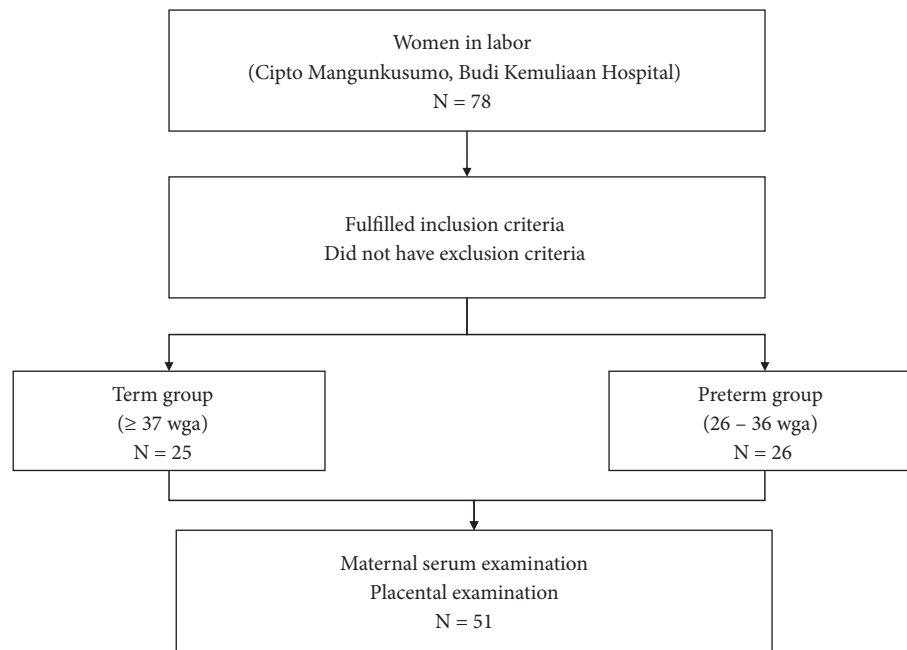 Women in labor
(Cipto Mangunkusumo, Budi Kemuliaan Hospital)
N = 78
Fulfilled inclusion criteria
Did not have exclusion criteria
Term group
(≥ 37 wga)
N = 25
Preterm group
(26 – 36 wga)
N = 26
Maternal serum examination
Placental examination
N = 51